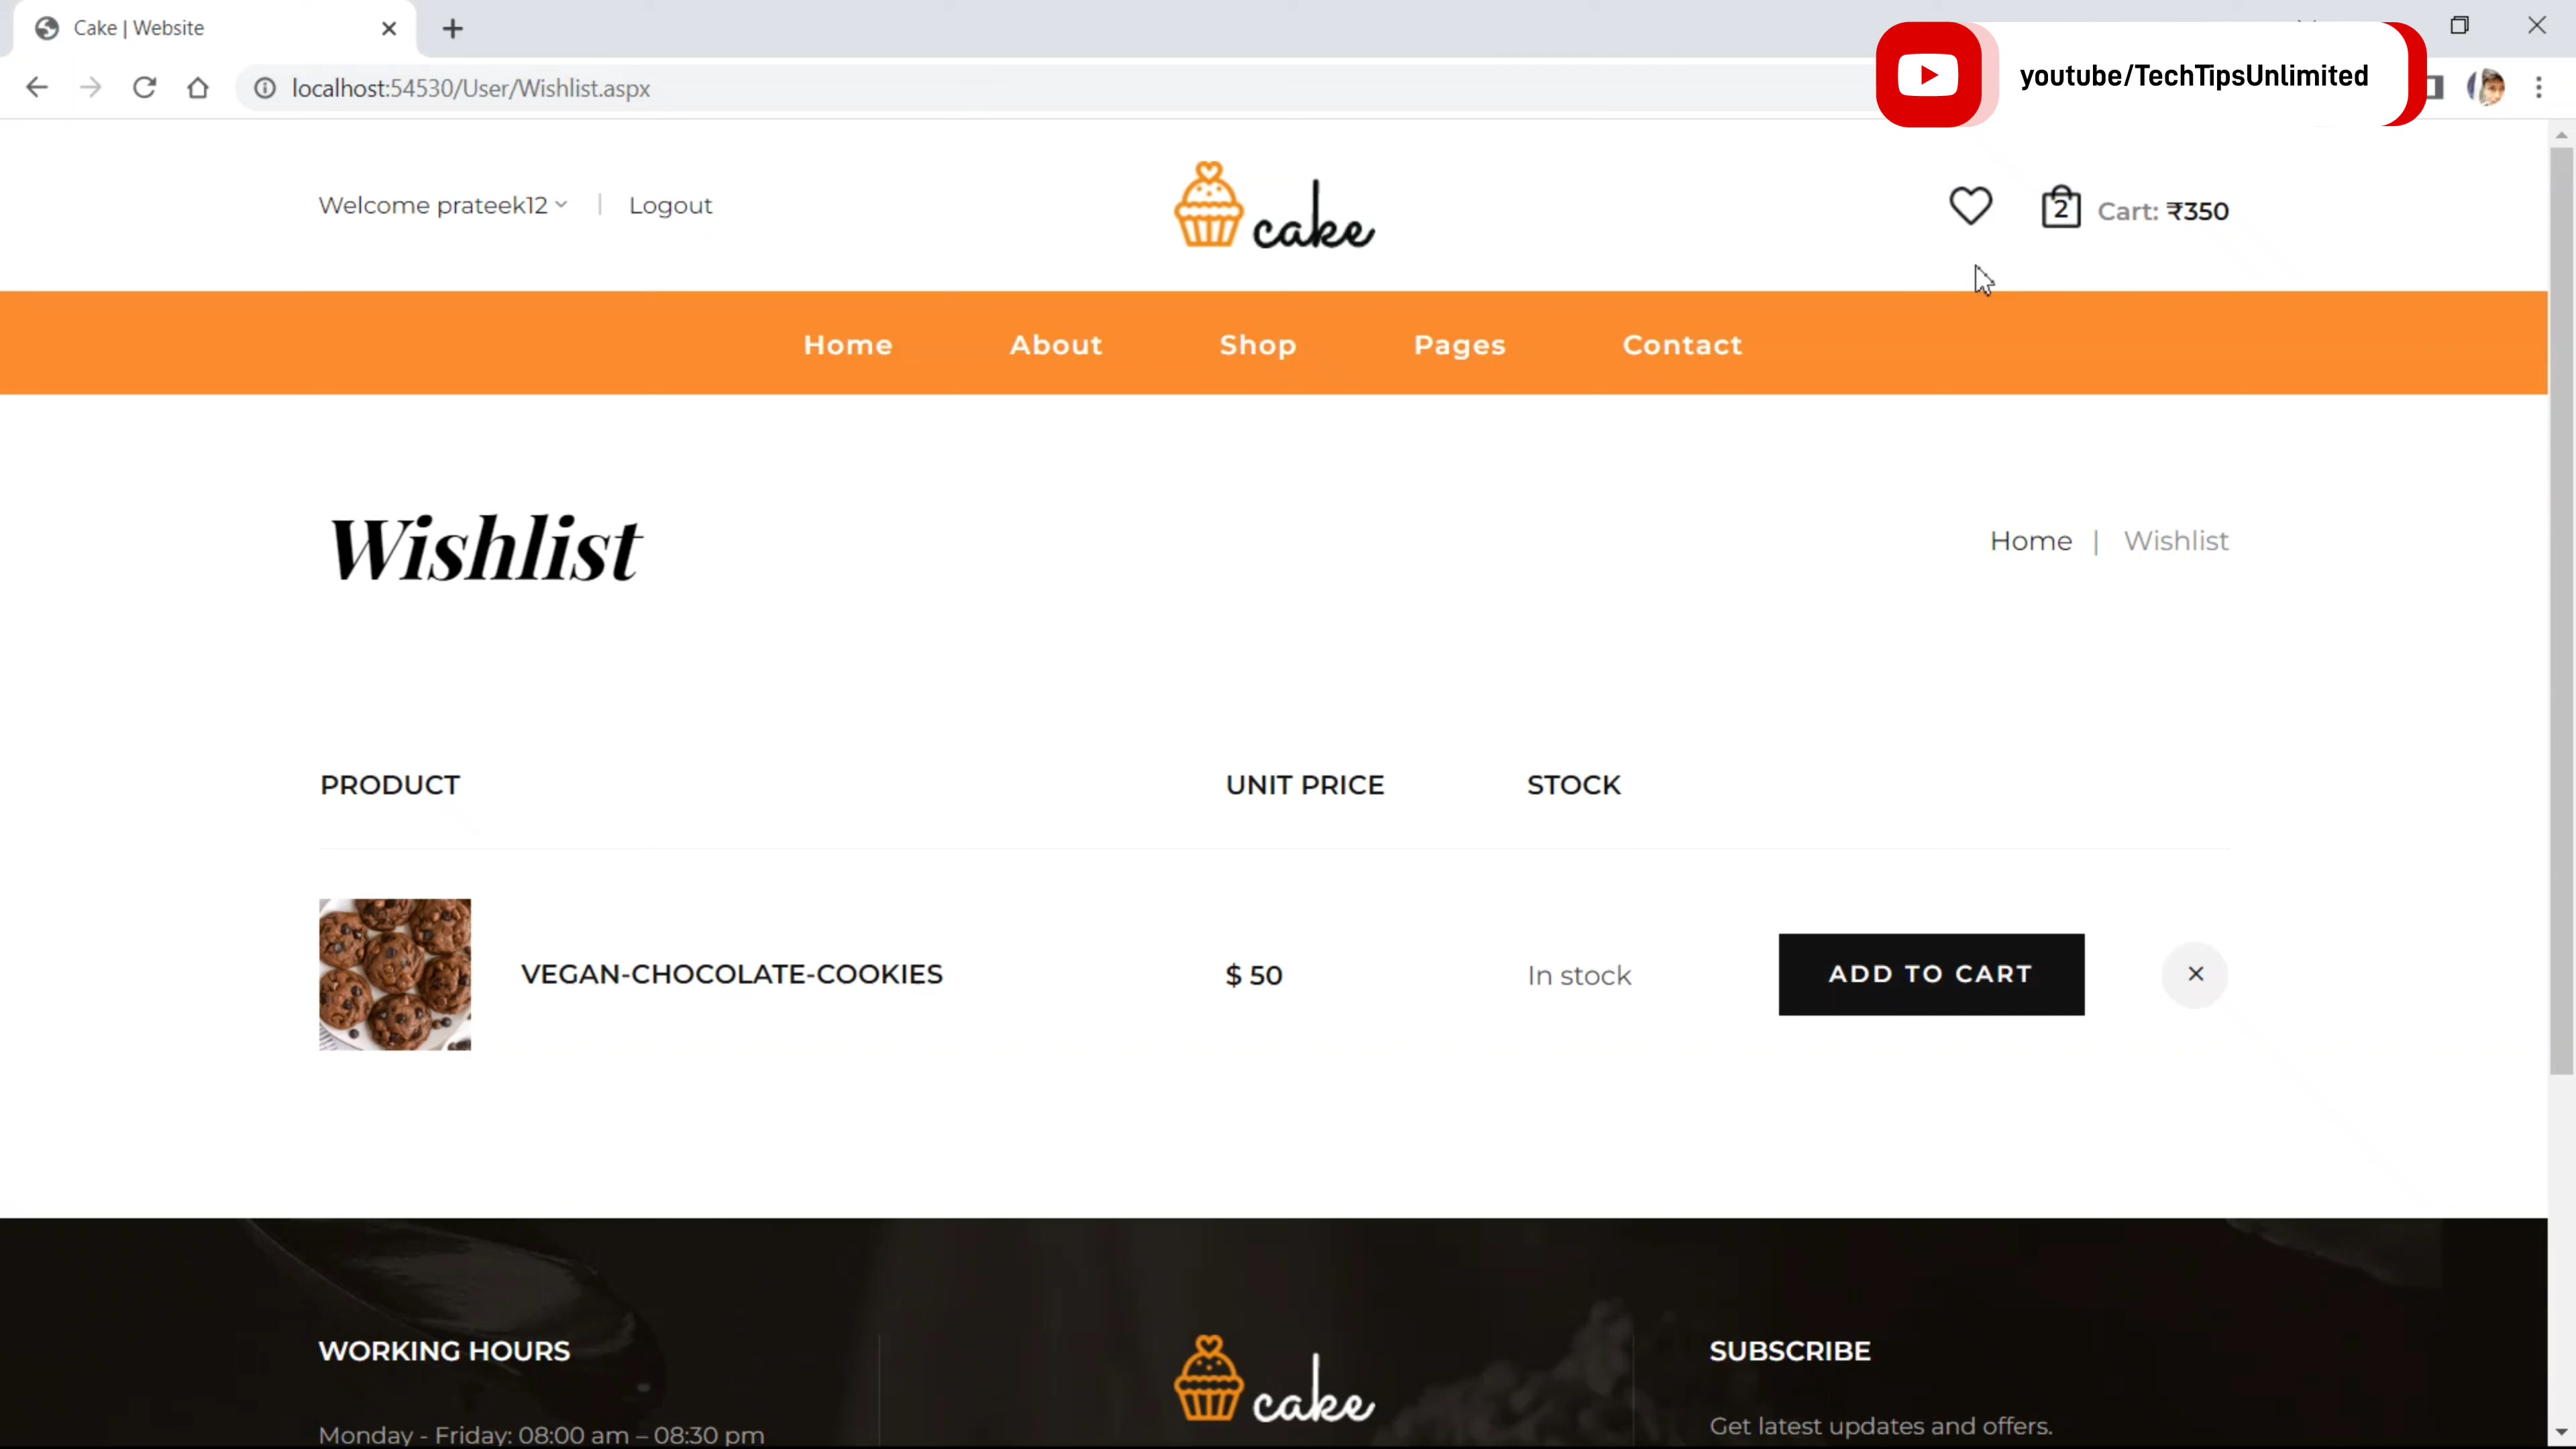 Cake | Website
youtube/TechTipsUnlimited
localhost:54530/User/Wishlist.aspx
Welcome prateek12 | Logout
cake
2 Cart: ₹350
Home About Shop Pages Contact
Wishlist
Home | Wishlist
PRODUCT UNIT PRICE STOCK
VEGAN-CHOCOLATE-COOKIES $ 50 In stock ADD TO CART
WORKING HOURS
Monday - Friday: 08:00 am – 08:30 pm
cake
SUBSCRIBE
Get latest updates and offers.